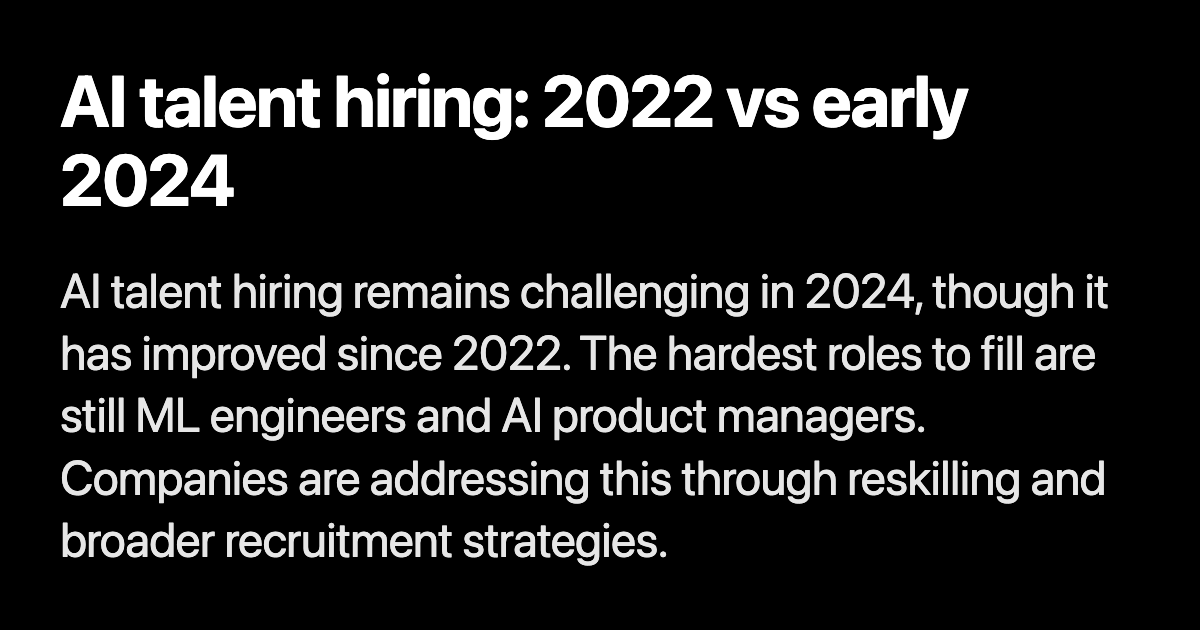 AI talent hiring: 2022 vs early
2024
AI talent hiring remains challenging in 2024, though it
has improved since 2022. The hardest roles to fill are
still ML engineers and AI product managers.
Companies are addressing this through reskilling and
broader recruitment strategies.